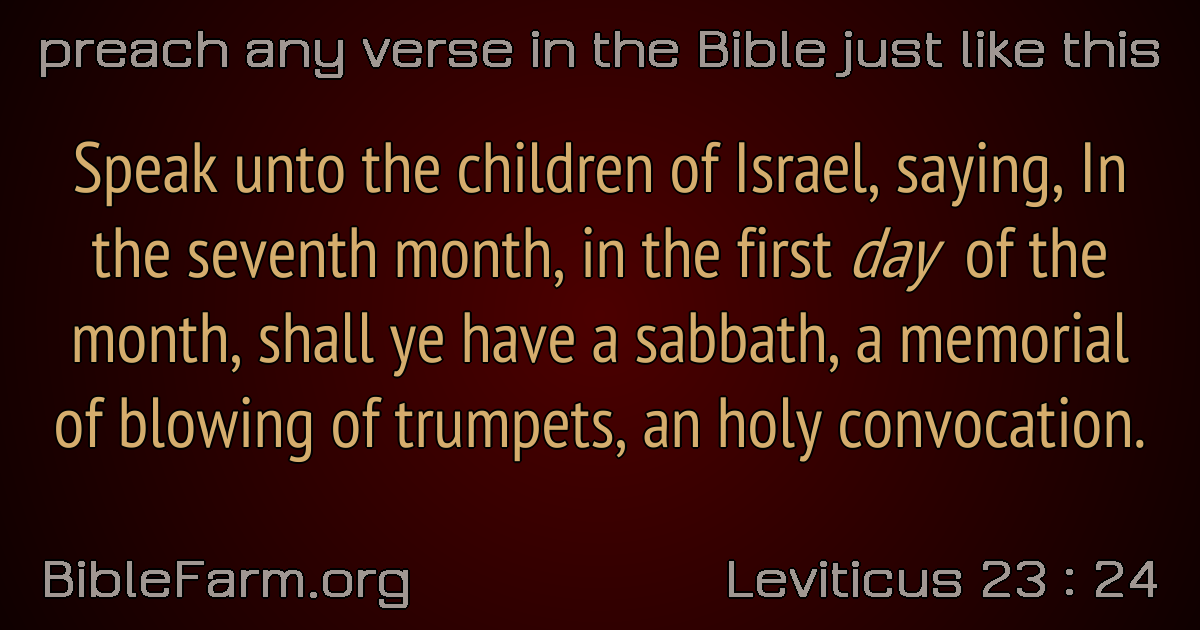 preach any verse in the Bible just like this
Speak unto the children of Israel, saying, In
the seventh month, in the first day of the
month, shall ye have a sabbath, a memorial
of blowing of trumpets, an holy convocation.
BibleFarm.org
Leviticus 23 : 24